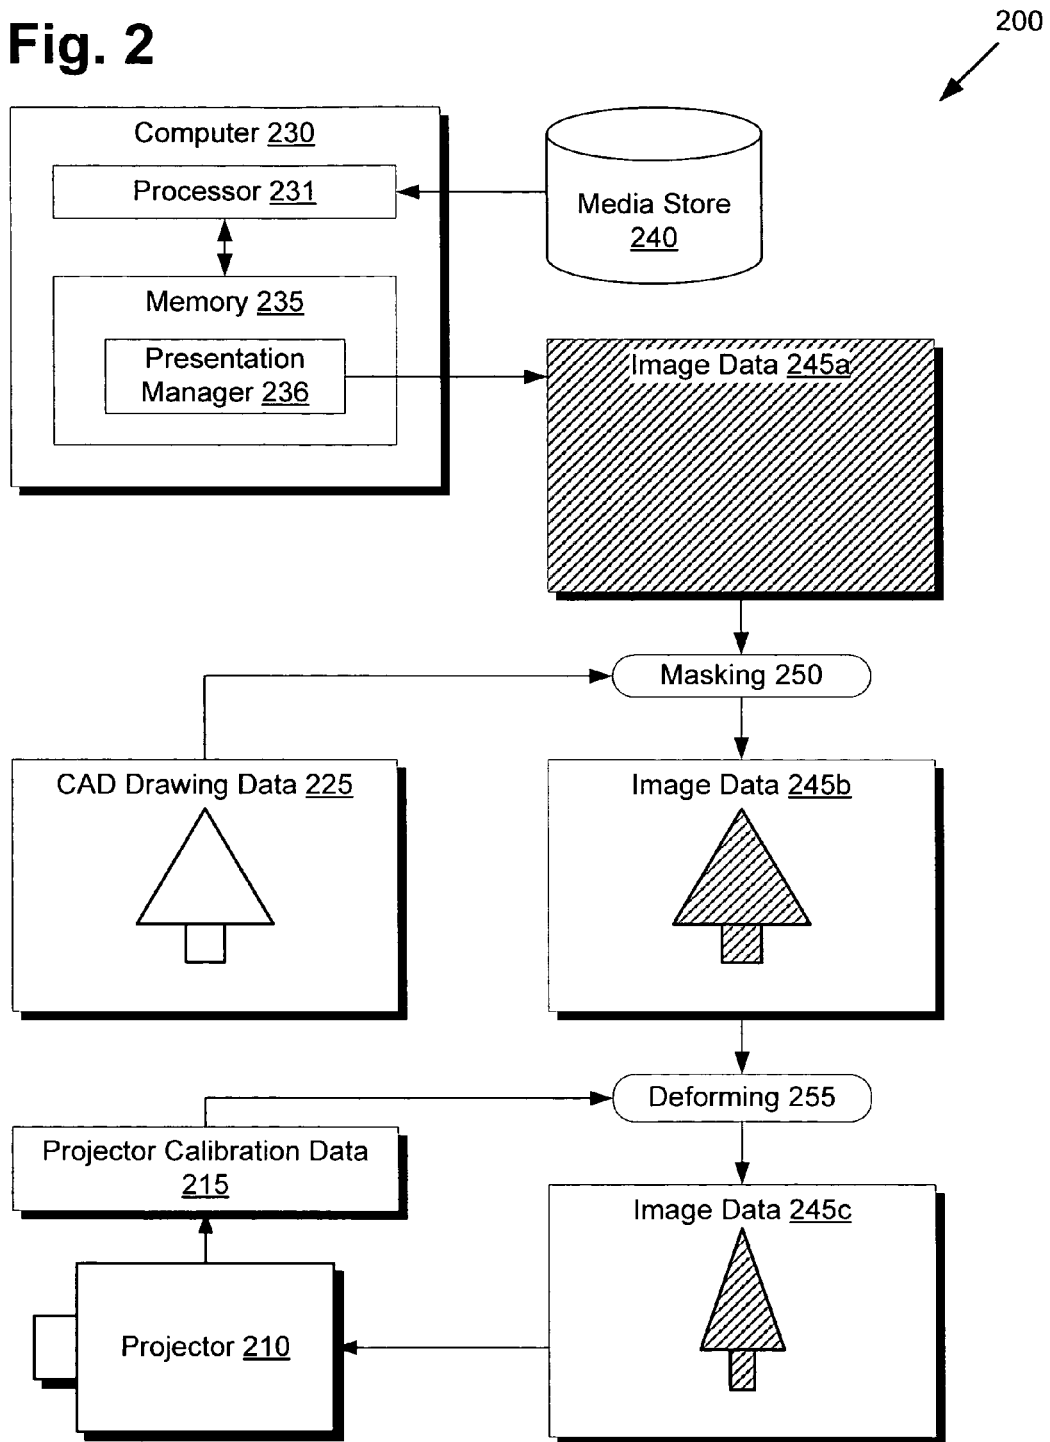 Fig. 2
200
Computer 230
Processor 231
Media Store
240
Memory 235
Presentation
Manager 236
Image Data 245a
Masking 250
CAD Drawing Data 225
Image Data 245b
Deforming 255
Projector Calibration Data
215
Image Data 245c
Projector 210